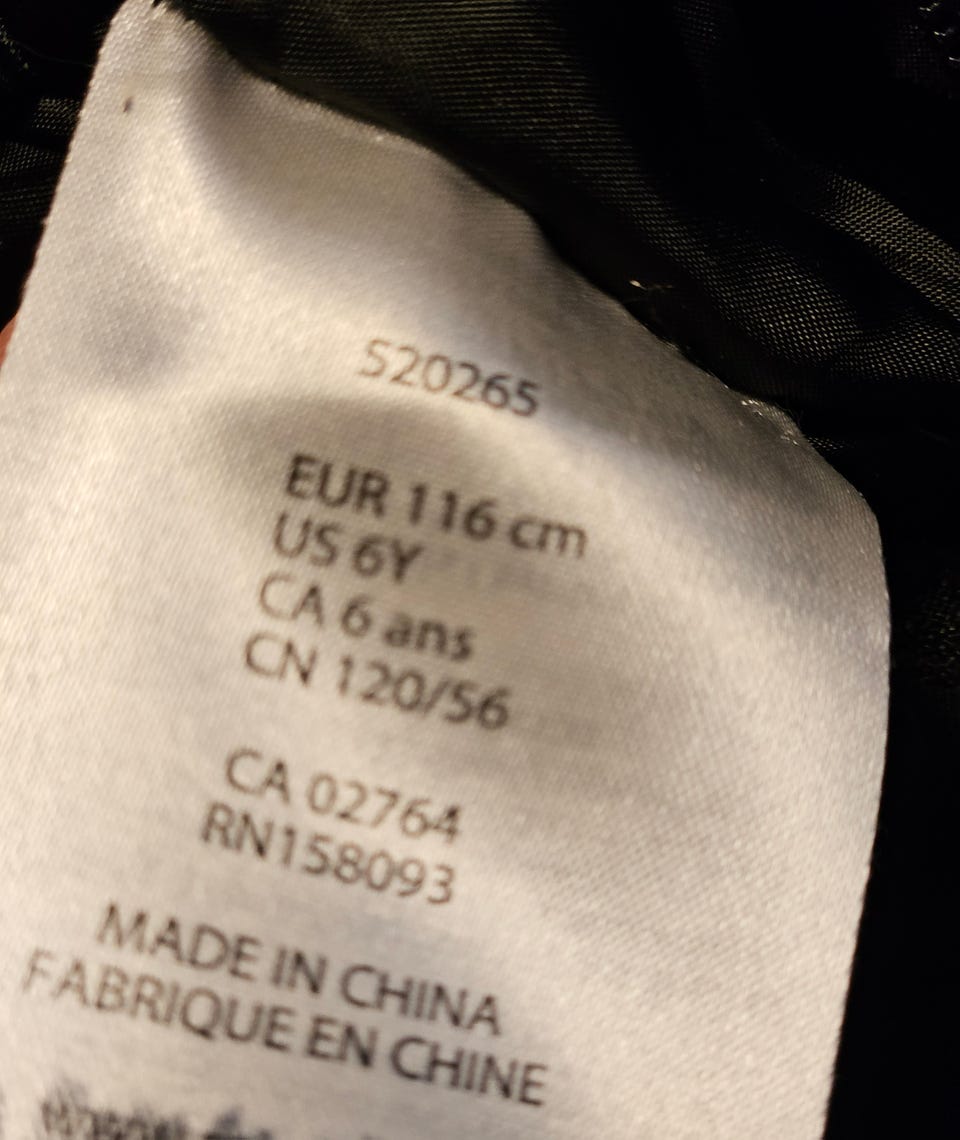 520265
EUR 116 cm
US 6Y
CA 6 ans
CN 120/56
CA 02764
RN158093
MADE IN CHINA
FABRIQUE EN CHINE